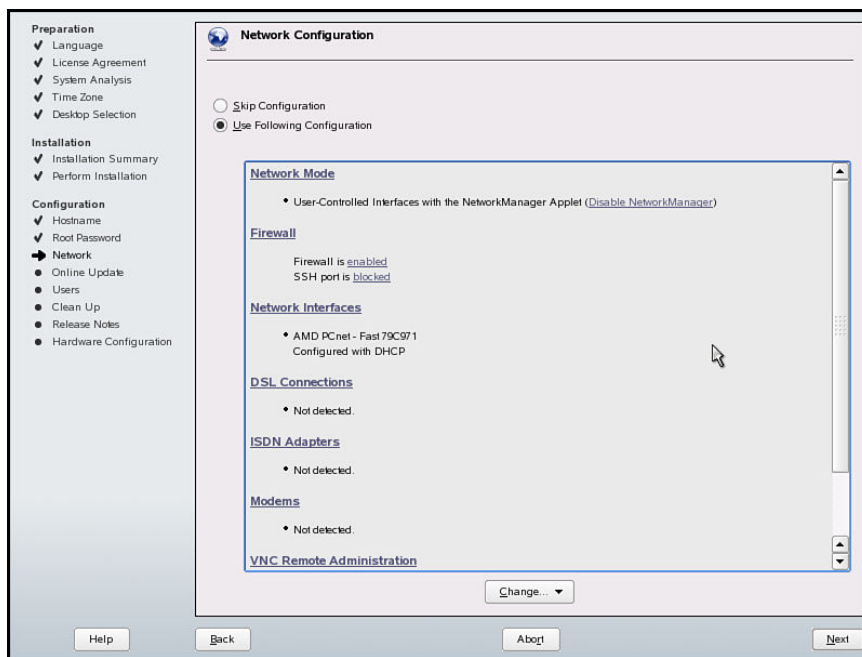 Preparation
Language
License Agreement
System Analysis
Time Zone
Desktop Selection
Installation
Installation Summary
Perform Installation
Configuration
Hostname
Root Password
Network
Online Update
Users
Clean Up
Release Notes
Hardware Configuration
Network Configuration
Skip Configuration
Use Following Configuration
Network Mode
User-Controlled Interfaces with the NetworkManager Applet (Disable NetworkManager)
Firewall
Firewall is enabled
SSH port is blocked
Network Interfaces
AMD PCnet - Fast 79C971
Configured with DHCP
DSL Connections
Not detected.
ISDN Adapters
Not detected.
Modems
Not detected.
VNC Remote Administration
Change...
Help
Back
Abort
Next